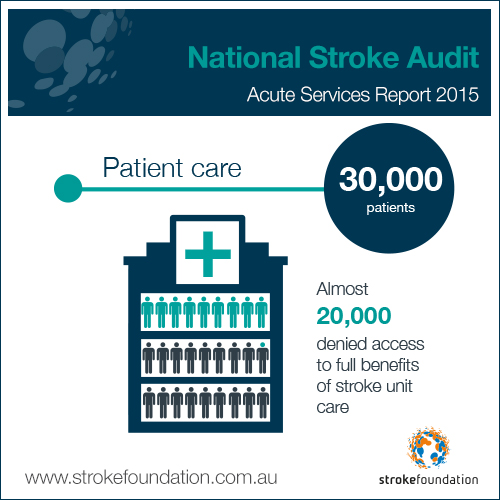 National Stroke Audit
Acute Services Report 2015
Patient care
30,000
patients
Almost
20,000
denied access
to full benefits
of stroke unit
care
www.strokefoundation.com.au
strokefoundation